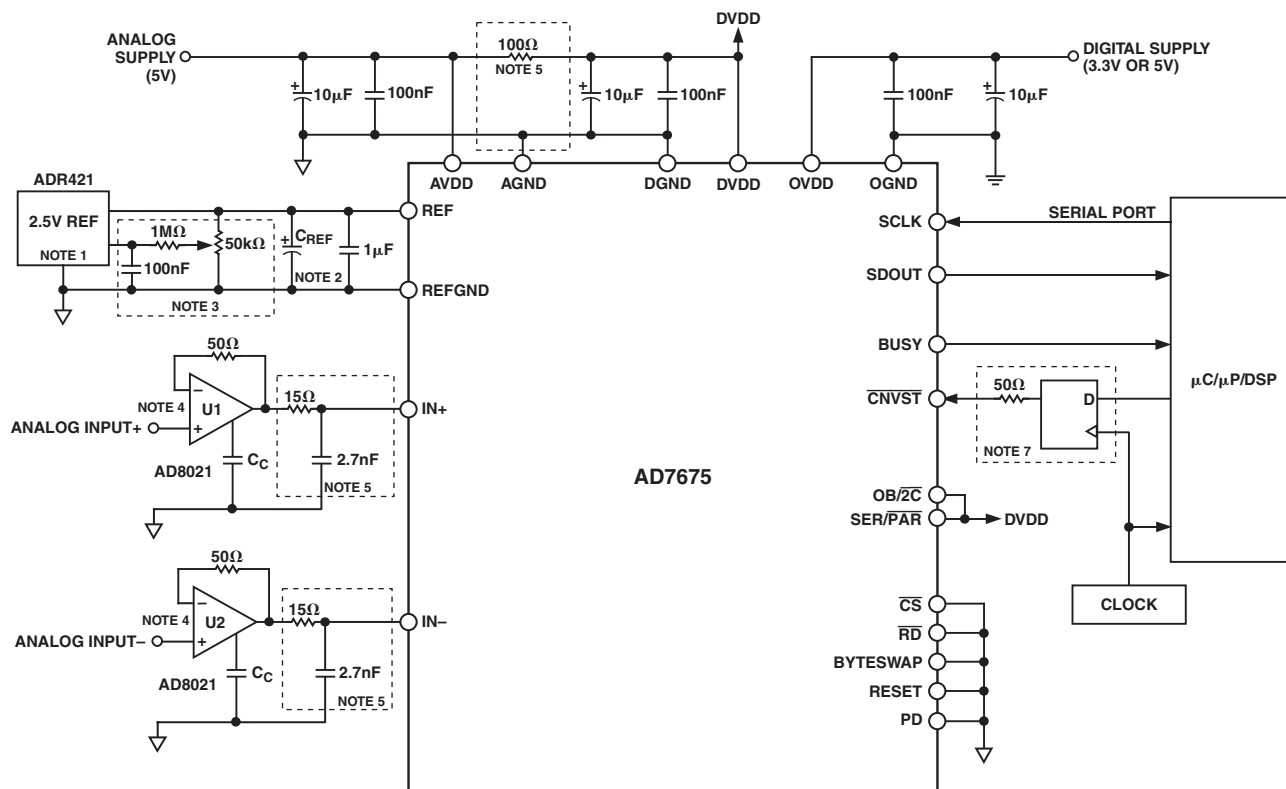 DVDD
ANALOG
SUPPLY
(5V)
100Ω
NOTE 5
DIGITAL SUPPLY
(3.3V OR 5V)
+
10µF
100nF
+
10µF
100nF
100nF
+
10µF
AVDD
AGND
DGND
DVDD
OVDD
OGND
ADR421
2.5V REF
NOTE 1
1MΩ
50kΩ
100nF
NOTE 3
+
CREF
NOTE 2
1µF
REF
REFGND
50Ω
NOTE 4
–
U1
+
ANALOG INPUT+
AD8021
CC
15Ω
2.7nF
NOTE 5
IN+
50Ω
NOTE 4
–
U2
+
ANALOG INPUT–
AD8021
CC
15Ω
2.7nF
NOTE 5
IN–
AD7675
SCLK
SERIAL PORT
SDOUT
BUSY
CNVST
50Ω
D
NOTE 7
µC/µP/DSP
OB/2C
SER/PAR
DVDD
CLOCK
CS
RD
BYTESWAP
RESET
PD